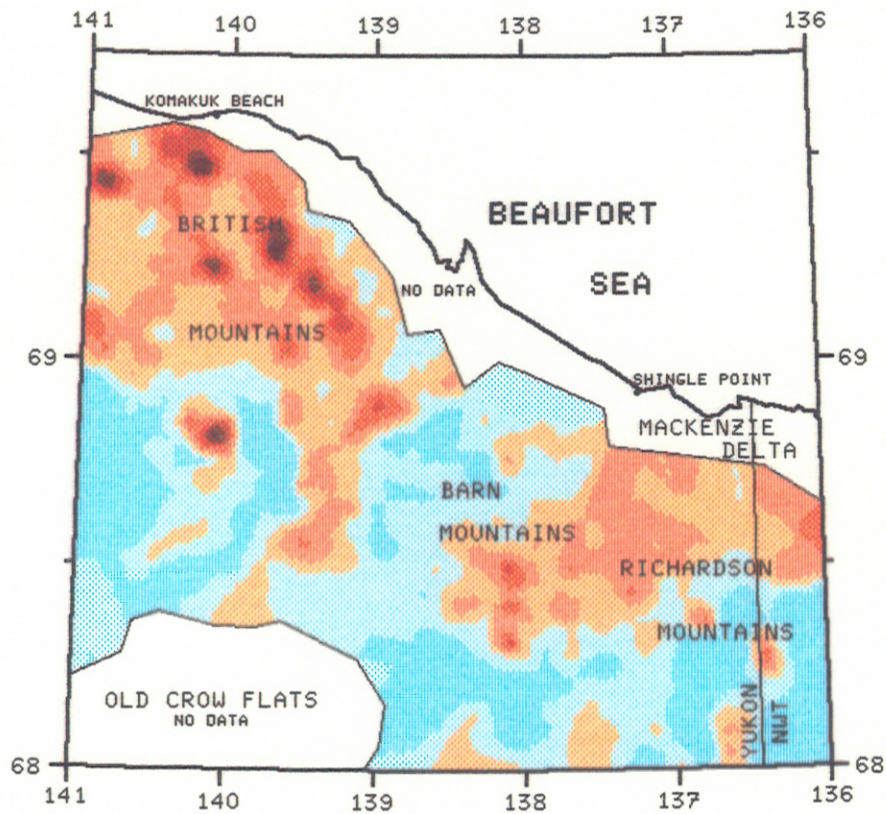 141
140
139
138
137
136
KOMAKUK BEACH
BRITISH
BEAUFORT
SEA
NO DATA
MOUNTAINS
69
69
SHINGLE POINT
MACKENZIE
DELTA
BARN
MOUNTAINS
RICHARDSON
MOUNTAINS
OLD CROW FLATS
NO DATA
YUKON
NWT
68
68
141
140
139
138
137
136